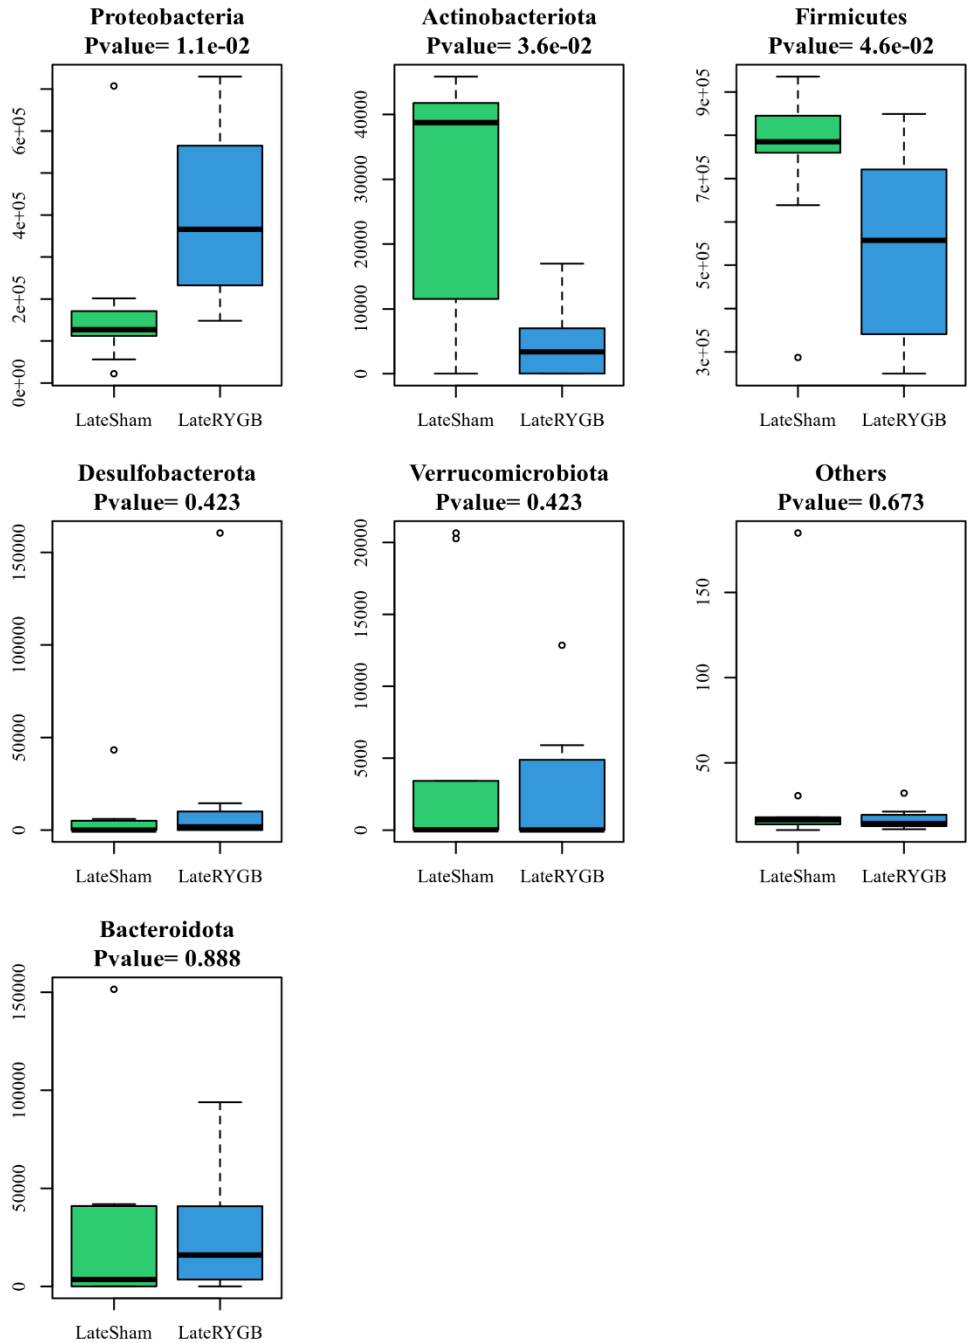 Proteobacteria
Pvalue= 1.1e-02
0e+00
2e+05
4e+05
6e+05
LateSham
LateRYGB
Actinobacteriota
Pvalue= 3.6e-02
0
10000
20000
30000
40000
LateSham
LateRYGB
Firmicutes
Pvalue= 4.6e-02
3e+05
5e+05
7e+05
9e+05
LateSham
LateRYGB
Desulfobacterota
Pvalue= 0.423
0
50000
100000
150000
LateSham
LateRYGB
Verrucomicrobiota
Pvalue= 0.423
0
5000
10000
15000
20000
LateSham
LateRYGB
Others
Pvalue= 0.673
50
100
150
LateSham
LateRYGB
Bacteroidota
Pvalue= 0.888
0
50000
100000
150000
LateSham
LateRYGB